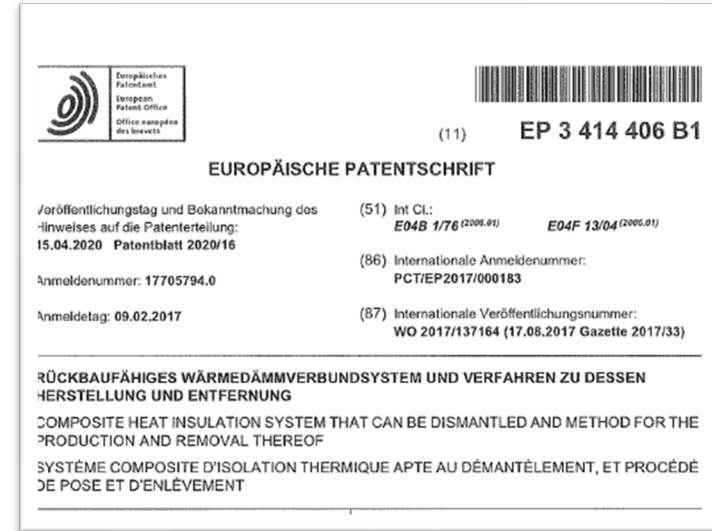 Europäisches
Patentamt
European
Patent Office
Office européen
des brevets
(11) EP 3 414 406 B1
EUROPÄISCHE PATENTSCHRIFT
Veröffentlichungstag und Bekanntmachung des
Hinweises auf die Patenterteilung:
15.04.2020 Patentblatt 2020/16
Anmeldenummer: 17705794.0
Anmeldetag: 09.02.2017
(51) Int Cl.:
E04B 1/76 (2006.01) E04F 13/04 (2006.01)
(86) Internationale Anmeldenummer:
PCT/EP2017/000183
(87) Internationale Veröffentlichungsnummer:
WO 2017/137164 (17.08.2017 Gazette 2017/33)
RÜCKBAUFÄHIGES WÄRMEDÄMMVERBUNDSYSTEM UND VERFAHREN ZU DESSEN
HERSTELLUNG UND ENTFERNUNG
COMPOSITE HEAT INSULATION SYSTEM THAT CAN BE DISMANTLED AND METHOD FOR THE
PRODUCTION AND REMOVAL THEREOF
SYSTÈME COMPOSITE D'ISOLATION THERMIQUE APTE AU DÉMANTÈLEMENT, ET PROCÉDÉ
DE POSE ET D'ENLÈVEMENT